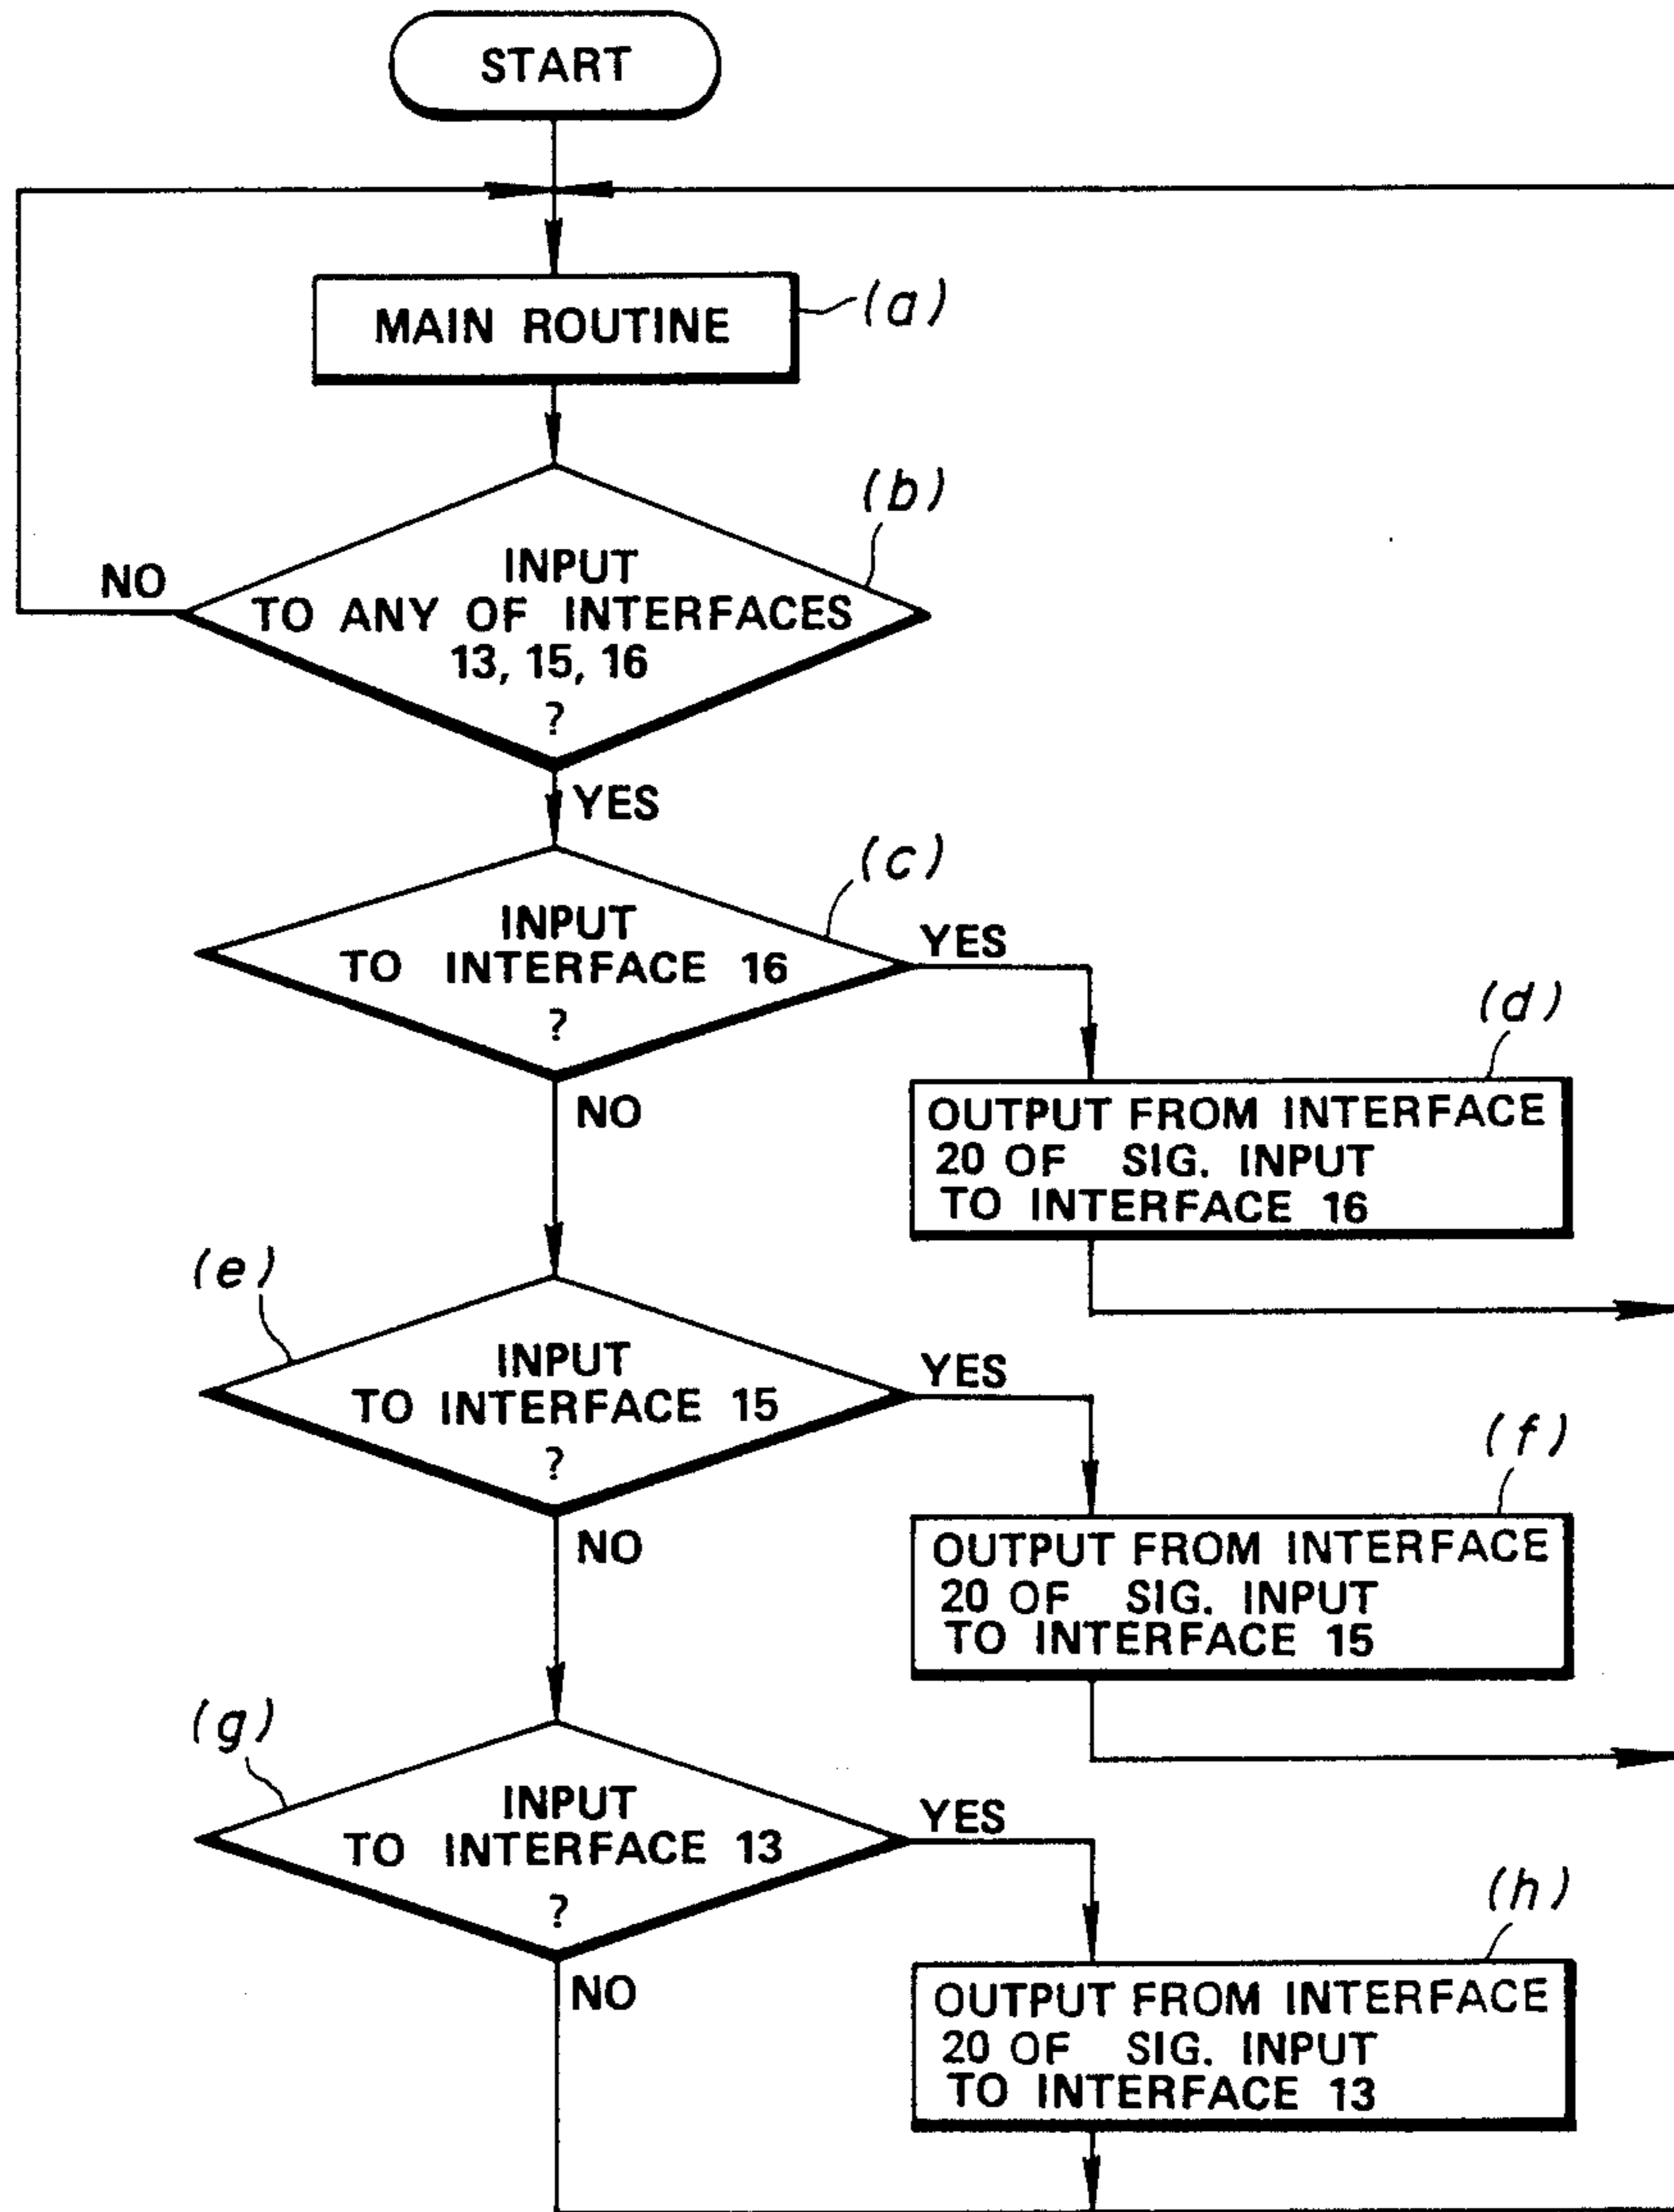 START
MAIN ROUTINE
(a)
(b)
INPUT
TO ANY OF INTERFACES
13, 15, 16
?
NO
YES
(c)
INPUT
TO INTERFACE 16
?
YES
NO
(d)
OUTPUT FROM INTERFACE
20 OF SIG. INPUT
TO INTERFACE 16
(e)
INPUT
TO INTERFACE 15
?
YES
NO
(f)
OUTPUT FROM INTERFACE
20 OF SIG. INPUT
TO INTERFACE 15
(g)
INPUT
TO INTERFACE 13
?
YES
NO
(h)
OUTPUT FROM INTERFACE
20 OF SIG. INPUT
TO INTERFACE 13